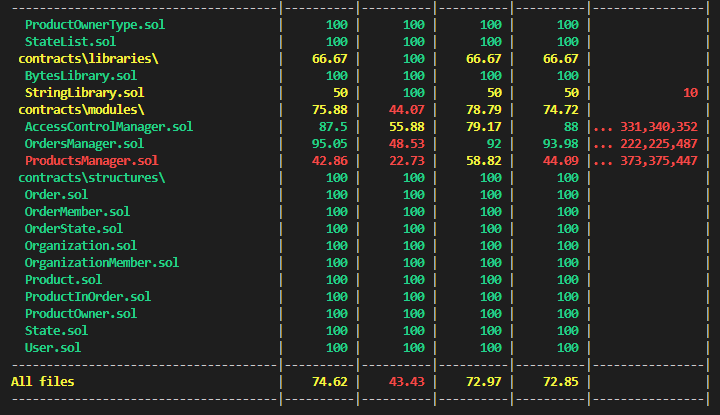 ----------------------------------|----------|----------|----------|----------|----------------|
ProductOwnerType.sol | 100 | 100 | 100 | 100 | |
StateList.sol | 100 | 100 | 100 | 100 | |
contracts\libraries\ | 66.67 | 100 | 66.67 | 66.67 | |
BytesLibrary.sol | 100 | 100 | 100 | 100 | |
StringLibrary.sol | 50 | 100 | 50 | 50 | 10 |
contracts\modules\ | 75.88 | 44.07 | 78.79 | 74.72 | |
AccessControlManager.sol | 87.5 | 55.88 | 79.17 | 88 |... 331,340,352 |
OrdersManager.sol | 95.05 | 48.53 | 92 | 93.98 |... 222,225,487 |
ProductsManager.sol | 42.86 | 22.73 | 58.82 | 44.09 |... 373,375,447 |
contracts\structures\ | 100 | 100 | 100 | 100 | |
Order.sol | 100 | 100 | 100 | 100 | |
OrderMember.sol | 100 | 100 | 100 | 100 | |
OrderState.sol | 100 | 100 | 100 | 100 | |
Organization.sol | 100 | 100 | 100 | 100 | |
OrganizationMember.sol | 100 | 100 | 100 | 100 | |
Product.sol | 100 | 100 | 100 | 100 | |
ProductInOrder.sol | 100 | 100 | 100 | 100 | |
ProductOwner.sol | 100 | 100 | 100 | 100 | |
State.sol | 100 | 100 | 100 | 100 | |
User.sol | 100 | 100 | 100 | 100 | |
----------------------------------|----------|----------|----------|----------|----------------|
All files | 74.62 | 43.43 | 72.97 | 72.85 | |
----------------------------------|----------|----------|----------|----------|----------------|